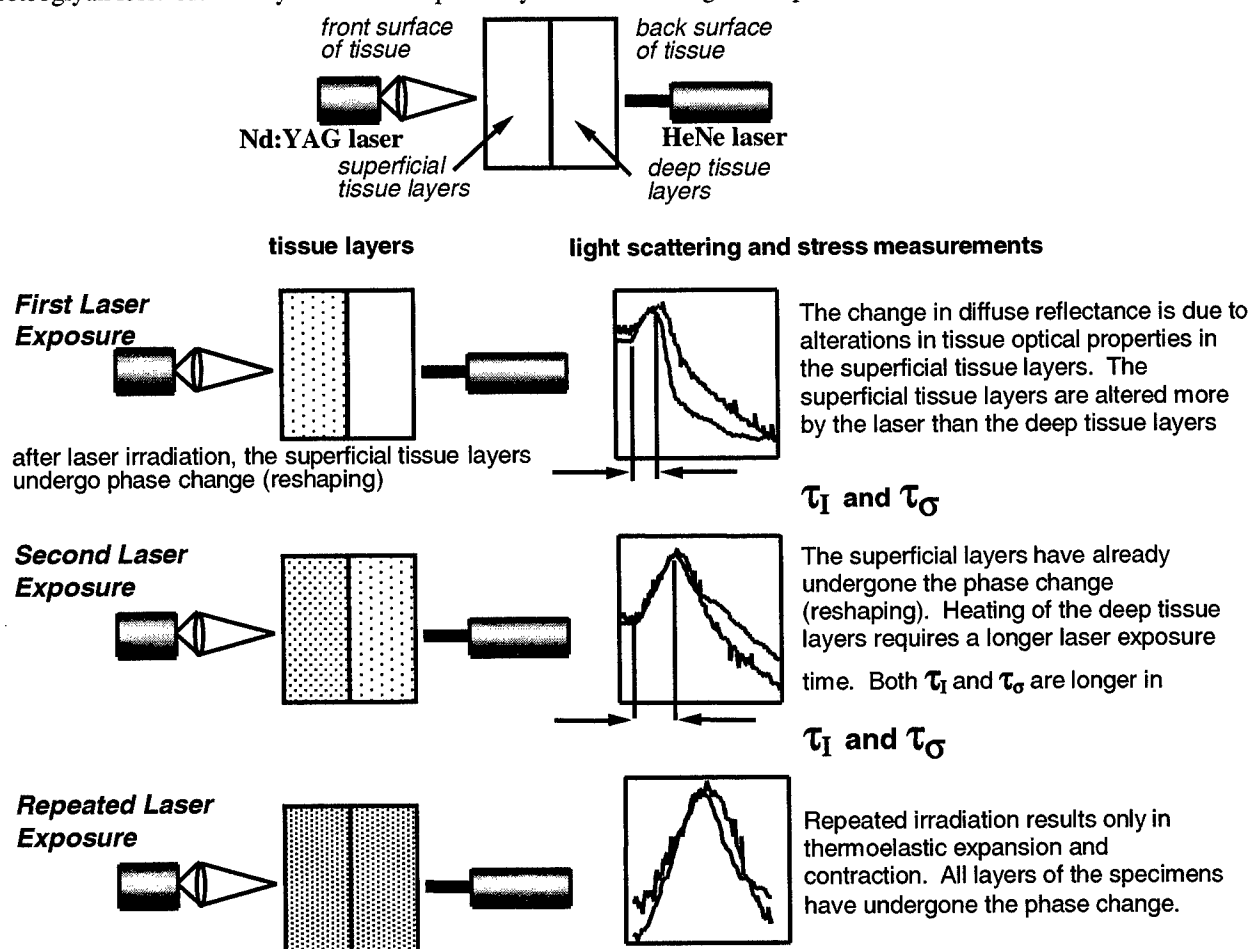 front surface
of tissue
back surface
of tissue
Nd:YAG laser
HeNe laser
superficial
tissue layers
deep tissue
layers
tissue layers
light scattering and stress measurements
First Laser
Exposure
The change in diffuse reflectance is due to
alterations in tissue optical properties in
the superficial tissue layers. The
superficial tissue layers are altered more
by the laser than the deep tissue layers
after laser irradiation, the superficial tissue layers
undergo phase change (reshaping)
τI and τσ
Second Laser
Exposure
The superficial layers have already
undergone the phase change
(reshaping). Heating of the deep tissue
layers requires a longer laser exposure
time. Both τI and τσ are longer in
τI and τσ
Repeated Laser
Exposure
Repeated irradiation results only in
thermoelastic expansion and
contraction. All layers of the specimens
have undergone the phase change.